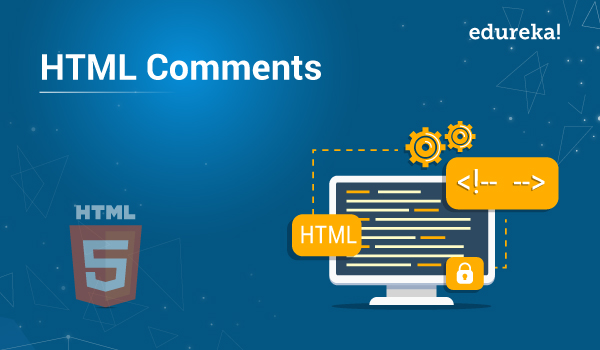 edureka!
HTML Comments
<!-- -->
HTML
HTML
5